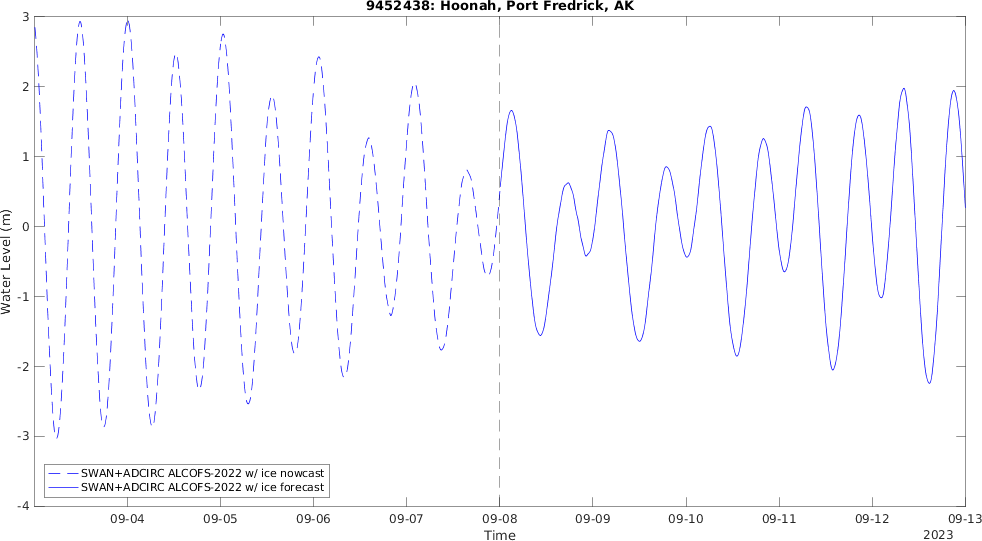 9452438: Hoonah, Port Fredrick, AK
3
2
1
0
-1
-2
-3
-4
Water Level (m)
SWAN+ADCIRC ALCOFS-2022 w/ ice nowcast
SWAN+ADCIRC ALCOFS-2022 w/ ice forecast
09-04 09-05 09-06 09-07 09-08 09-09 09-10 09-11 09-12 09-13
Time
2023